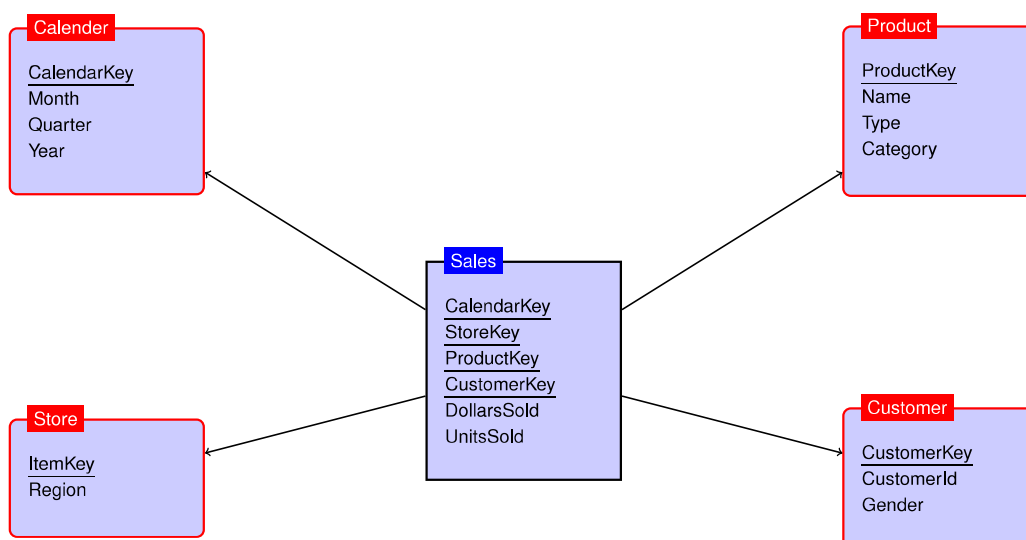 Calender
CalendarKey
Month
Quarter
Year
Product
ProductKey
Name
Type
Category
Sales
CalendarKey
StoreKey
ProductKey
CustomerKey
DollarsSold
UnitsSold
Store
ItemKey
Region
Customer
CustomerKey
CustomerId
Gender